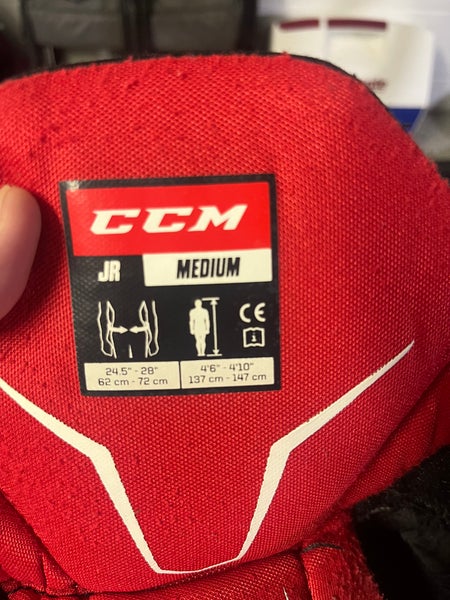 CCM
JR MEDIUM
CE
24.5" - 28" 4'6" - 4'10"
62 cm - 72 cm 137 cm - 147 cm